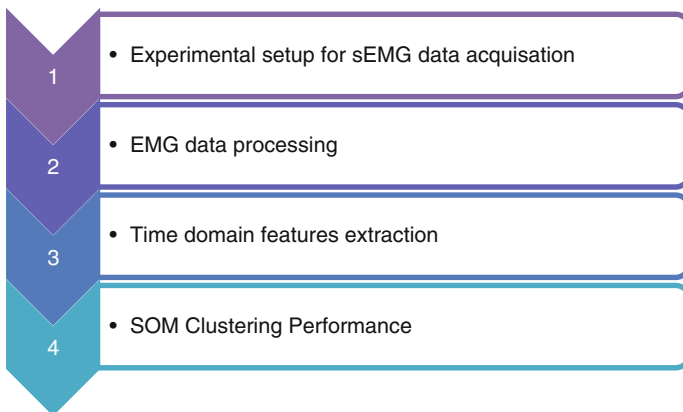 1
• Experimental setup for sEMG data acquisation
2
• EMG data processing
3
• Time domain features extraction
4
• SOM Clustering Performance